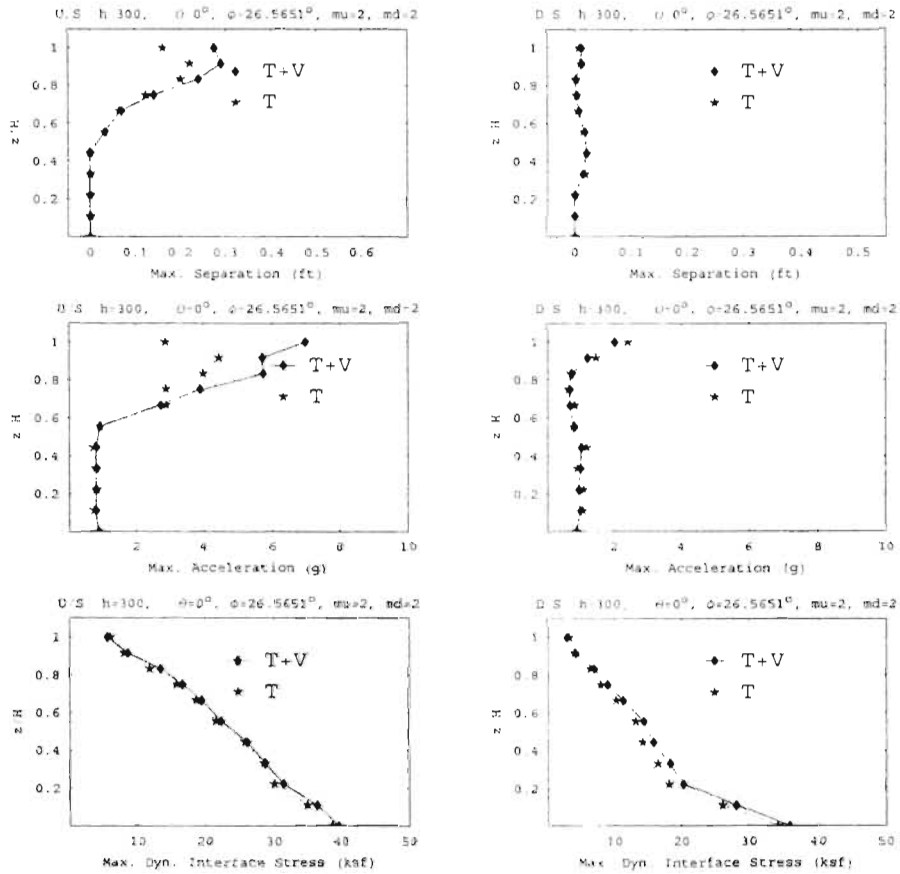 U.S h 300, θ 0°, φ=26.5651°, mu=2, md=2
z/H
1
0.8
0.6
0.4
0.2
T+V
T
0 0.1 0.2 0.3 0.4 0.5 0.6
Max. Separation (ft)
D S h 300, θ 0°, φ=26.5651°, mu=2, md=2
z H
1
0.8
0.6
0.4
0.2
T+V
T
0 0.1 0.2 0.3 0.4 0.5
Max. Separation (ft)
U/S h=300, θ=0°, φ=26.5651°, mu=2, md=2
z H
1
0.8
0.6
0.4
0.2
T+V
T
2 4 6 8 10
Max. Acceleration (g)
D S h=300, θ=0°, φ=26.5651°, mu=2, md=2
z H
1
0.8
0.6
0.4
0.2
T+V
T
2 4 6 8 10
Max. Acceleration (g)
U/S h=300, θ=0°, φ=26.5651°, mu=2, md=2
z/H
1
0.8
0.6
0.4
0.2
T+V
T
10 20 30 40 50
Max. Dyn. Interface Stress (ksf)
D S h=300, θ=0°, φ=26.5651°, mu=2, md=2
z H
1
0.8
0.6
0.4
0.2
T+V
T
10 20 30 40 50
Max. Dyn. Interface Stress (ksf)